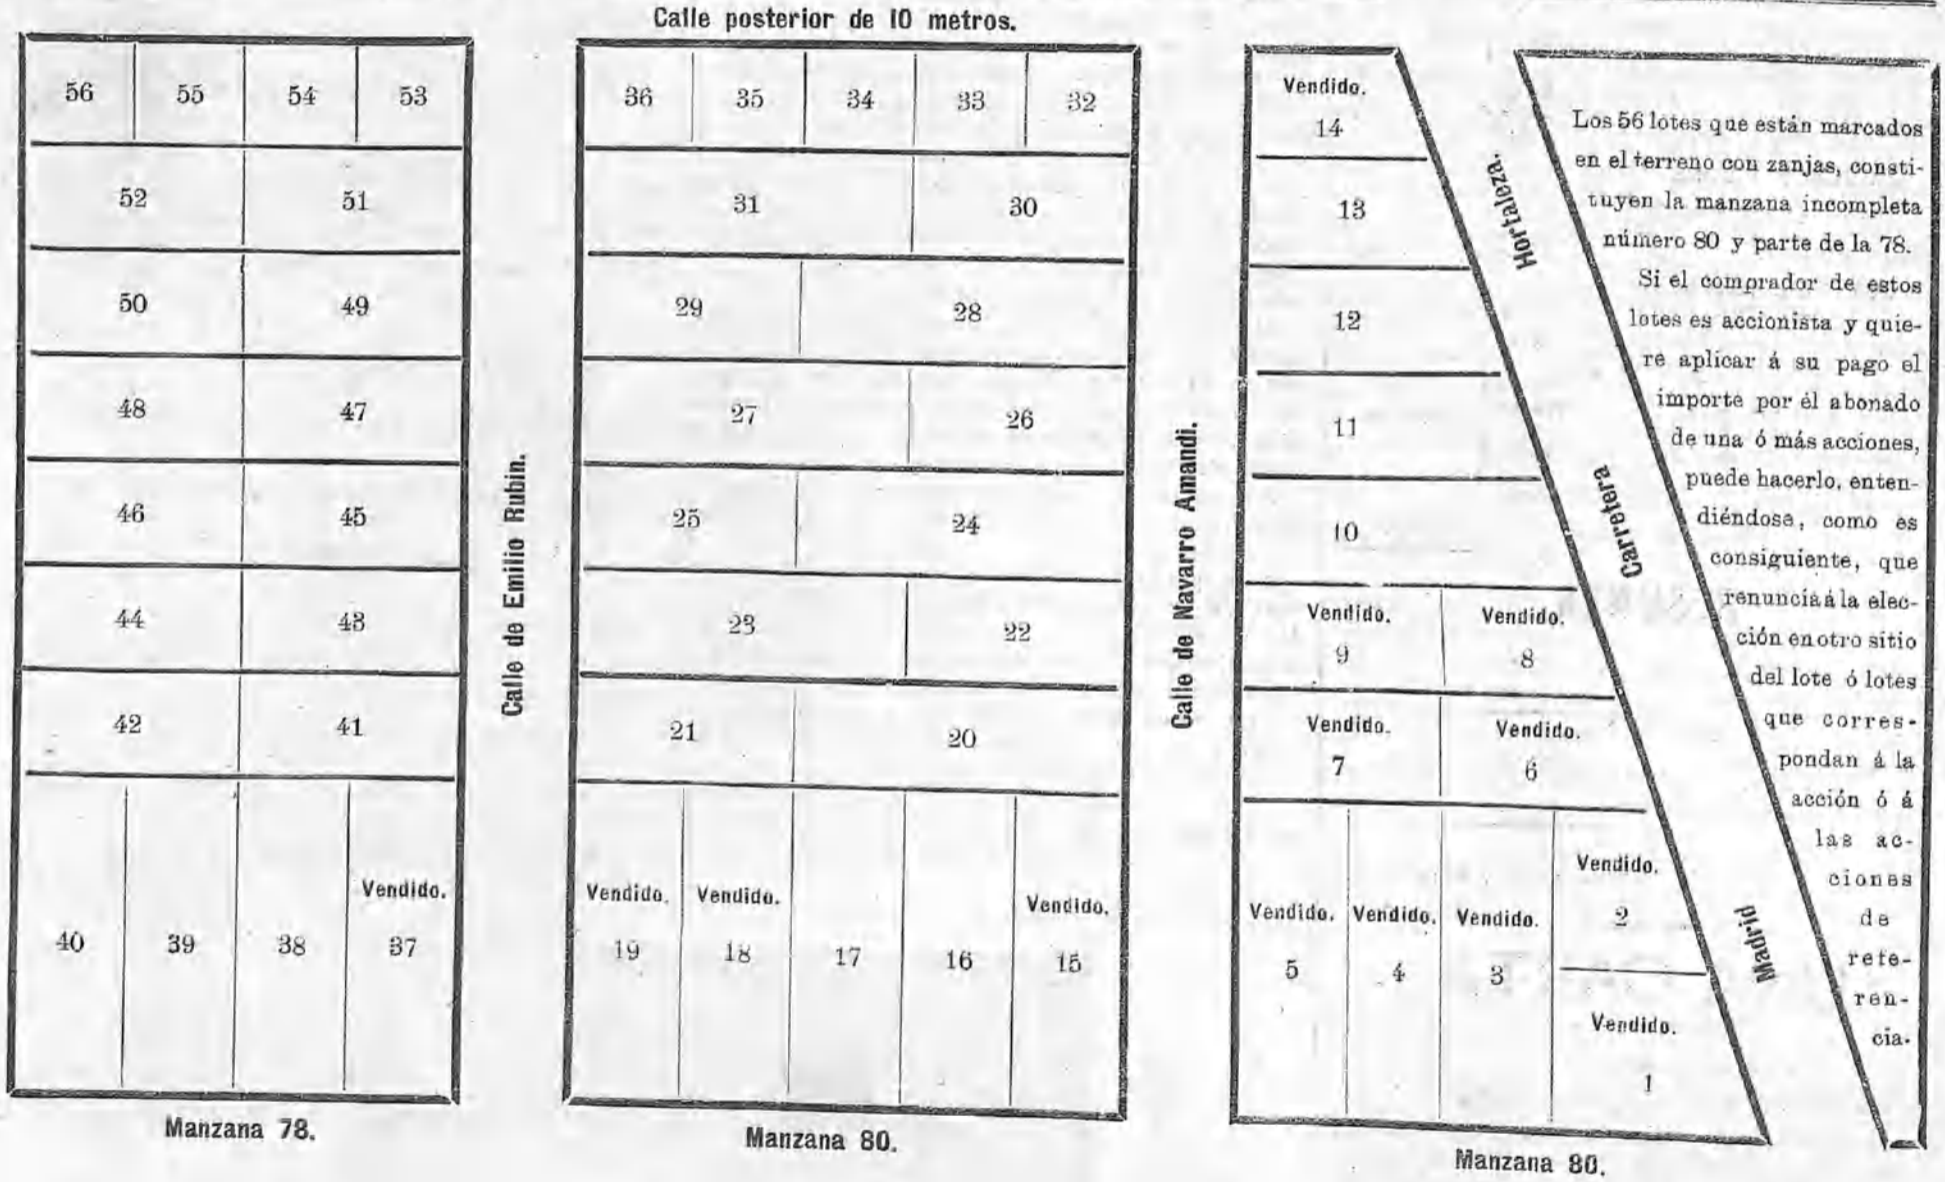 Calle posterior de 10 metros.
56 55 54 53
52 51
50 49
48 47
46 45
44 43
42 41
Vendido.
40 39 38 37
Manzana 78.
Calle de Emilio Rubin.
36 35 34 33 32
31 30
29 28
27 26
25 24
23 22
21 20
Vendido. Vendido. Vendido.
19 18 17 16 15
Manzana 80.
Calle de Navarro Amandi.
Vendido.
14
13
12
11
10
Vendido. Vendido.
9 8
Vendido. Vendido.
7 6
Vendido.
2
Vendido. Vendido. Vendido.
5 4 3
Vendido.
1
Manzana 80.
Hortaleza.
Carretera
Madrid
Los 56 lotes que están marcados
en el terreno con zanjas, consti-
tuyen la manzana incompleta
número 80 y parte de la 78.
Si el comprador de estos
lotes es accionista y quie-
re aplicar á su pago el
importe por él abonado
de una ó más acciones,
puede hacerlo, enten-
diéndose, como es
consiguiente, que
renuncia á la elec-
ción en otro sitio
del lote ó lotes
que corres-
pondan á la
acción ó á
las ac-
ciones
de
refe-
ren-
cia.